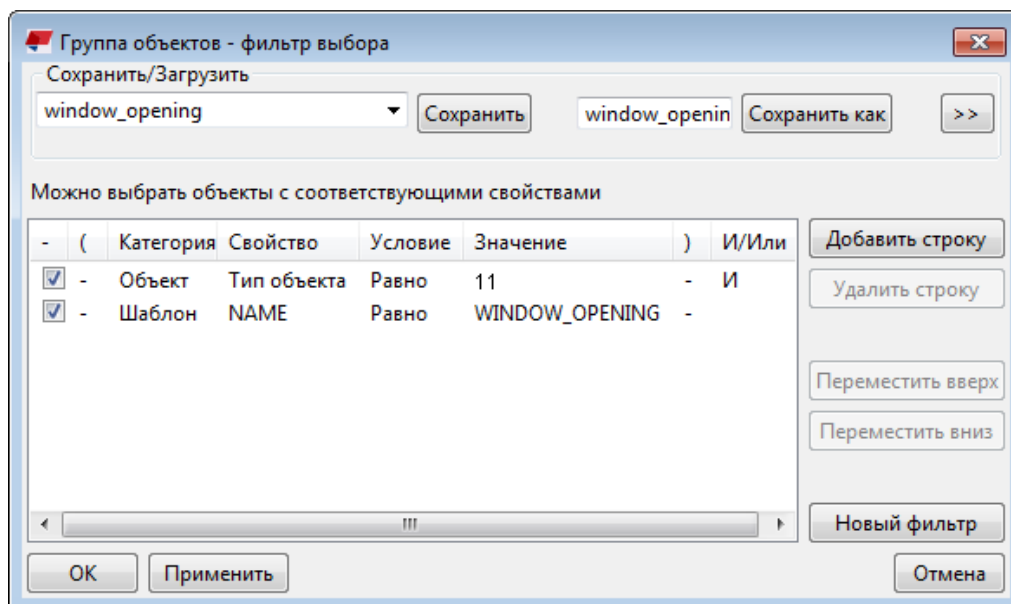 Группа объектов - фильтр выбора
Сохранить/Загрузить
window_opening Сохранить window_openin Сохранить как >>
Можно выбрать объекты с соответствующими свойствами
- ( Категория Свойство Условие Значение ) И/Или Добавить строку
- Объект Тип объекта Равно 11 - И Удалить строку
- Шаблон NAME Равно WINDOW_OPENING -
Переместить вверх
Переместить вниз
Новый фильтр
OK Применить Отмена